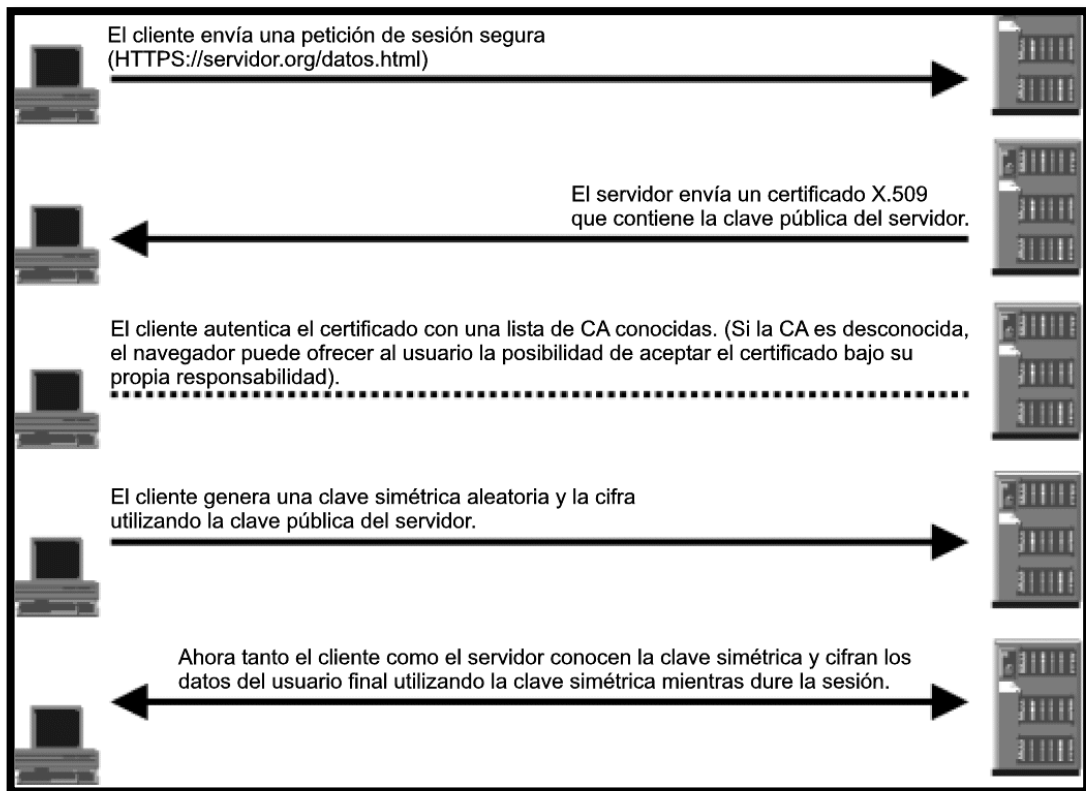 El cliente envía una petición de sesión segura
(HTTPS://servidor.org/datos.html)
El servidor envía un certificado X.509
que contiene la clave pública del servidor.
El cliente autentica el certificado con una lista de CA conocidas. (Si la CA es desconocida,
el navegador puede ofrecer al usuario la posibilidad de aceptar el certificado bajo su
propia responsabilidad).
El cliente genera una clave simétrica aleatoria y la cifra
utilizando la clave pública del servidor.
Ahora tanto el cliente como el servidor conocen la clave simétrica y cifran los
datos del usuario final utilizando la clave simétrica mientras dure la sesión.